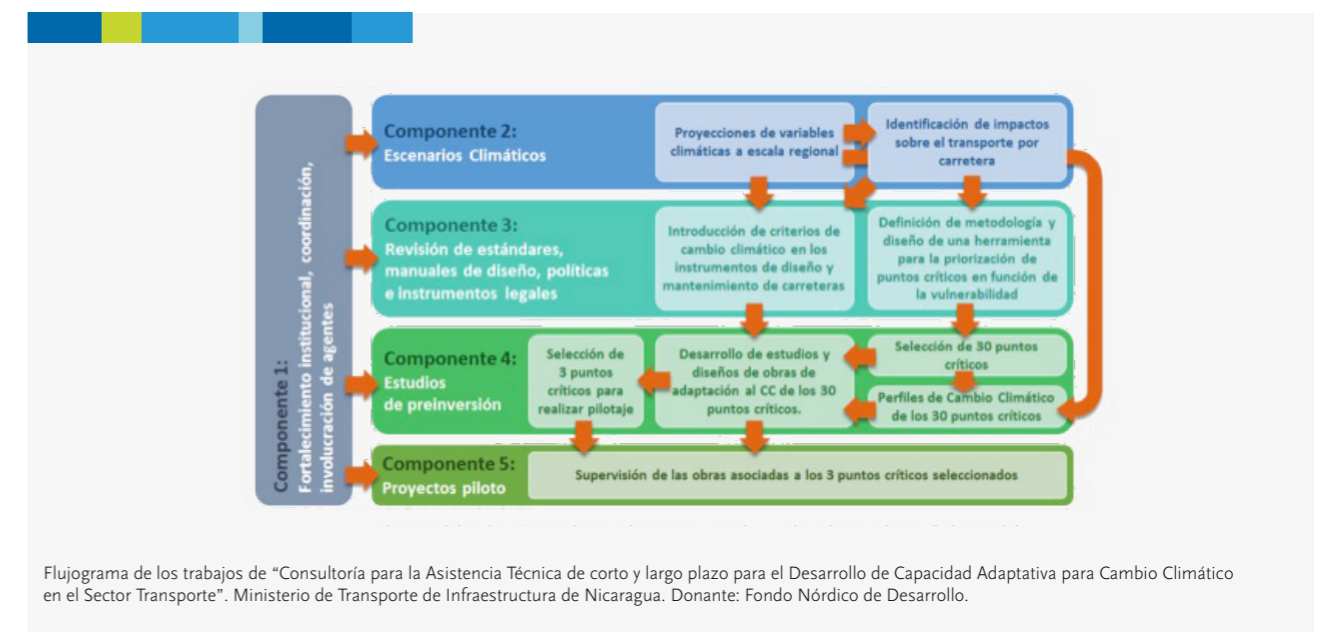 Componente 1:
Fortalecimiento institucional, coordinación,
involucración de agentes
Componente 2:
Escenarios Climáticos
Proyecciones de variables
climáticas a escala regional
Identificación de impactos
sobre el transporte por
carretera
Componente 3:
Revisión de estándares,
manuales de diseño, políticas
e instrumentos legales
Introducción de criterios de
cambio climático en los
instrumentos de diseño y
mantenimiento de carreteras
Definición de metodología y
diseño de una herramienta
para la priorización de
puntos críticos en función de
la vulnerabilidad
Componente 4:
Estudios
de preinversión
Selección de
3 puntos
críticos para
realizar pilotaje
Desarrollo de estudios y
diseños de obras de
adaptación al CC de los 30
puntos críticos.
Selección de 30 puntos
críticos
Perfiles de Cambio Climático
de los 30 puntos críticos
Componente 5:
Proyectos piloto
Supervisión de las obras asociadas a los 3 puntos críticos seleccionados
Flujograma de los trabajos de “Consultoría para la Asistencia Técnica de corto y largo plazo para el Desarrollo de Capacidad Adaptativa para Cambio Climático
en el Sector Transporte”. Ministerio de Transporte de Infraestructura de Nicaragua. Donante: Fondo Nórdico de Desarrollo.